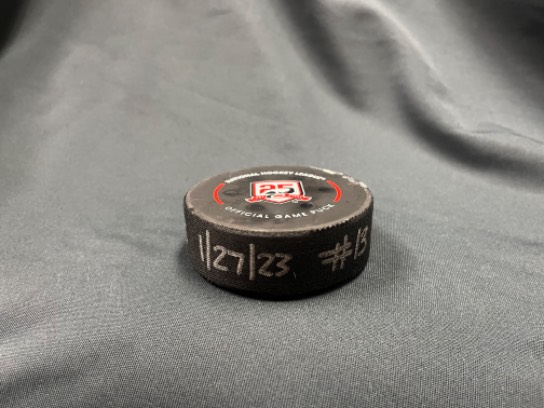 NATIONAL HOCKEY LEAGUE
25
OFFICIAL GAME PUCK
1/27/23 #13